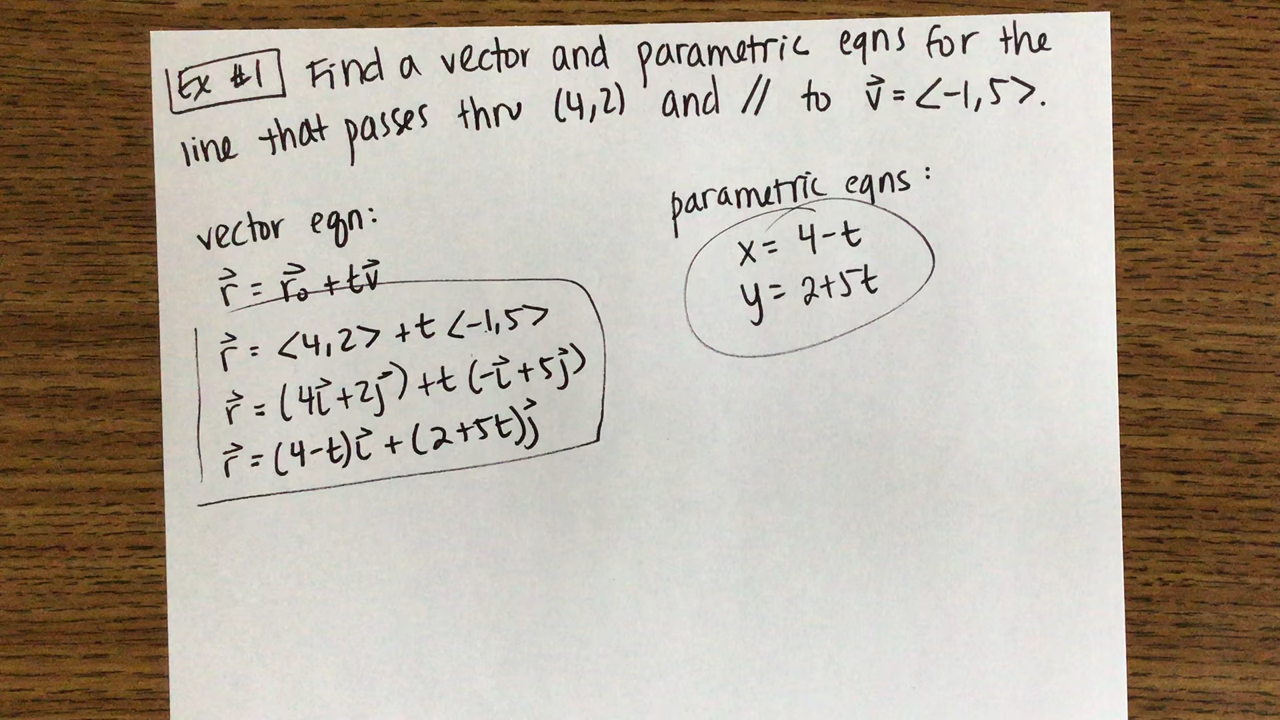 Ex #1 Find a vector and parametric eqns for the
line that passes thru (4,2) and // to v⃗ = <-1,5>.
vector eqn:
r⃗ = r⃗₀ + tv⃗
r⃗ = <4,2> + t <-1,5>
r⃗ = (4i⃗+2j⃗) + t (-i⃗+5j⃗)
r⃗ = (4-t)i⃗ + (2+5t)j⃗
parametric eqns:
x = 4-t
y = 2+5t